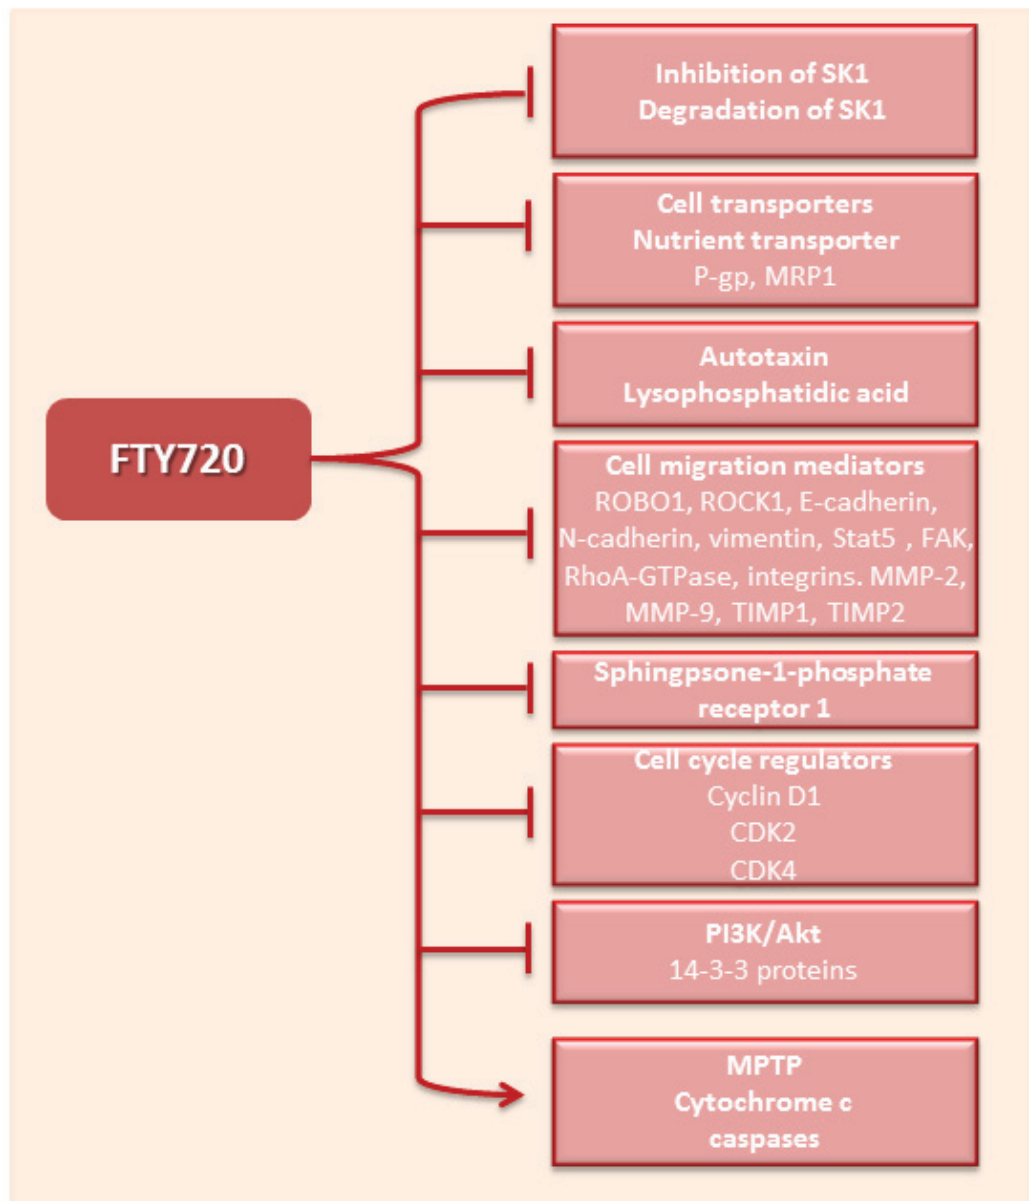 Inhibition of SK1
Degradation of SK1
Cell transporters
Nutrient transporter
P-gp, MRP1
Autotaxin
Lysophosphatidic acid
FTY720
Cell migration mediators
ROBO1, ROCK1, E-cadherin,
N-cadherin, vimentin, Stat5 , FAK,
RhoA-GTPase, integrins. MMP-2,
MMP-9, TIMP1, TIMP2
Sphingpsone-1-phosphate
receptor 1
Cell cycle regulators
Cyclin D1
CDK2
CDK4
PI3K/Akt
14-3-3 proteins
MPTP
Cytochrome c
caspases